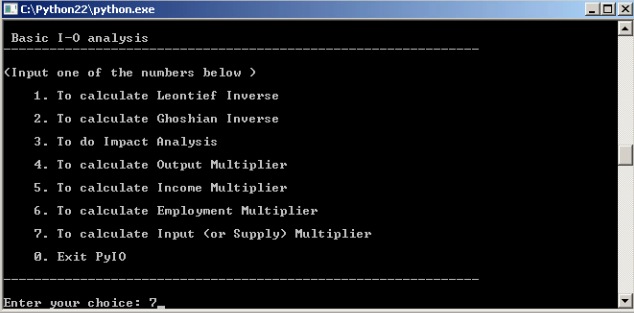 C:\Python22\python.exe
Basic I-O analysis
(Input one of the numbers below )
1. To calculate Leontief Inverse
2. To calculate Ghoshian Inverse
3. To do Impact Analysis
4. To calculate Output Multiplier
5. To calculate Income Multiplier
6. To calculate Employment Multiplier
7. To calculate Input (or Supply) Multiplier
0. Exit PyIO
Enter your choice: 7_